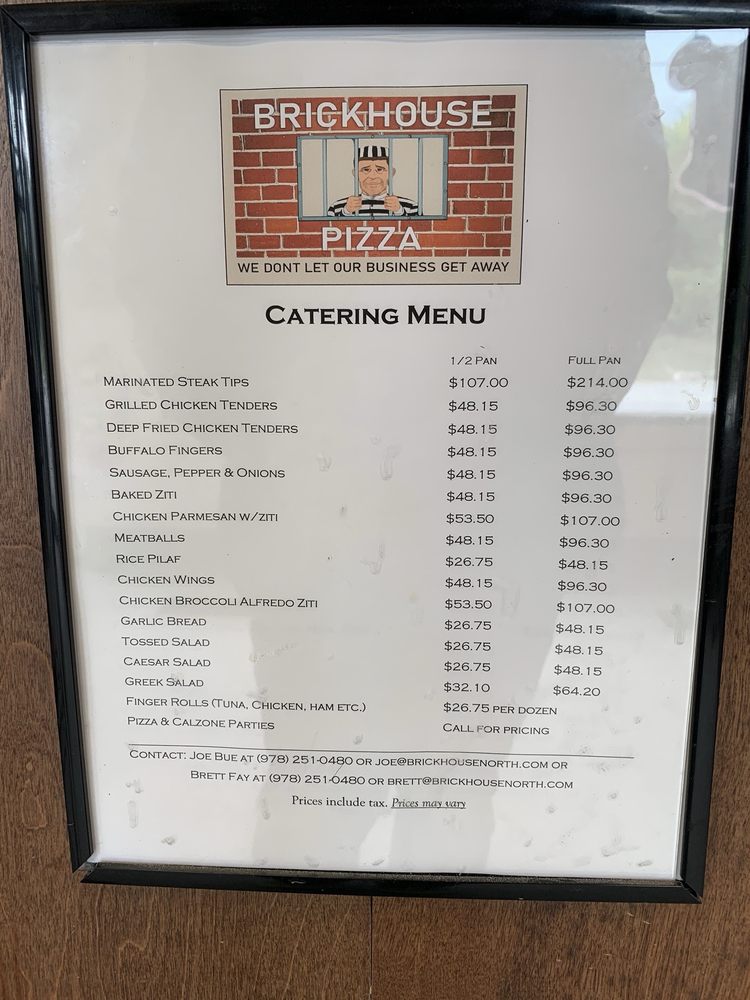 BRICKHOUSE
PIZZA
WE DONT LET OUR BUSINESS GET AWAY
CATERING MENU
1/2 PAN FULL PAN
MARINATED STEAK TIPS $107.00 $214.00
GRILLED CHICKEN TENDERS $48.15 $96.30
DEEP FRIED CHICKEN TENDERS $48.15 $96.30
BUFFALO FINGERS $48.15 $96.30
SAUSAGE, PEPPER & ONIONS $48.15 $96.30
BAKED ZITI $48.15 $96.30
CHICKEN PARMESAN W/ZITI $53.50 $107.00
MEATBALLS $48.15 $96.30
RICE PILAF $26.75 $48.15
CHICKEN WINGS $48.15 $96.30
CHICKEN BROCCOLI ALFREDO ZITI $53.50 $107.00
GARLIC BREAD $26.75 $48.15
TOSSED SALAD $26.75 $48.15
CAESAR SALAD $26.75 $48.15
GREEK SALAD $32.10 $64.20
FINGER ROLLS (TUNA, CHICKEN, HAM ETC.) $26.75 PER DOZEN
PIZZA & CALZONE PARTIES CALL FOR PRICING
CONTACT: JOE BUE AT (978) 251-0480 OR JOE@BRICKHOUSENORTH.COM OR
BRETT FAY AT (978) 251-0480 OR BRETT@BRICKHOUSENORTH.COM
Prices include tax. Prices may vary